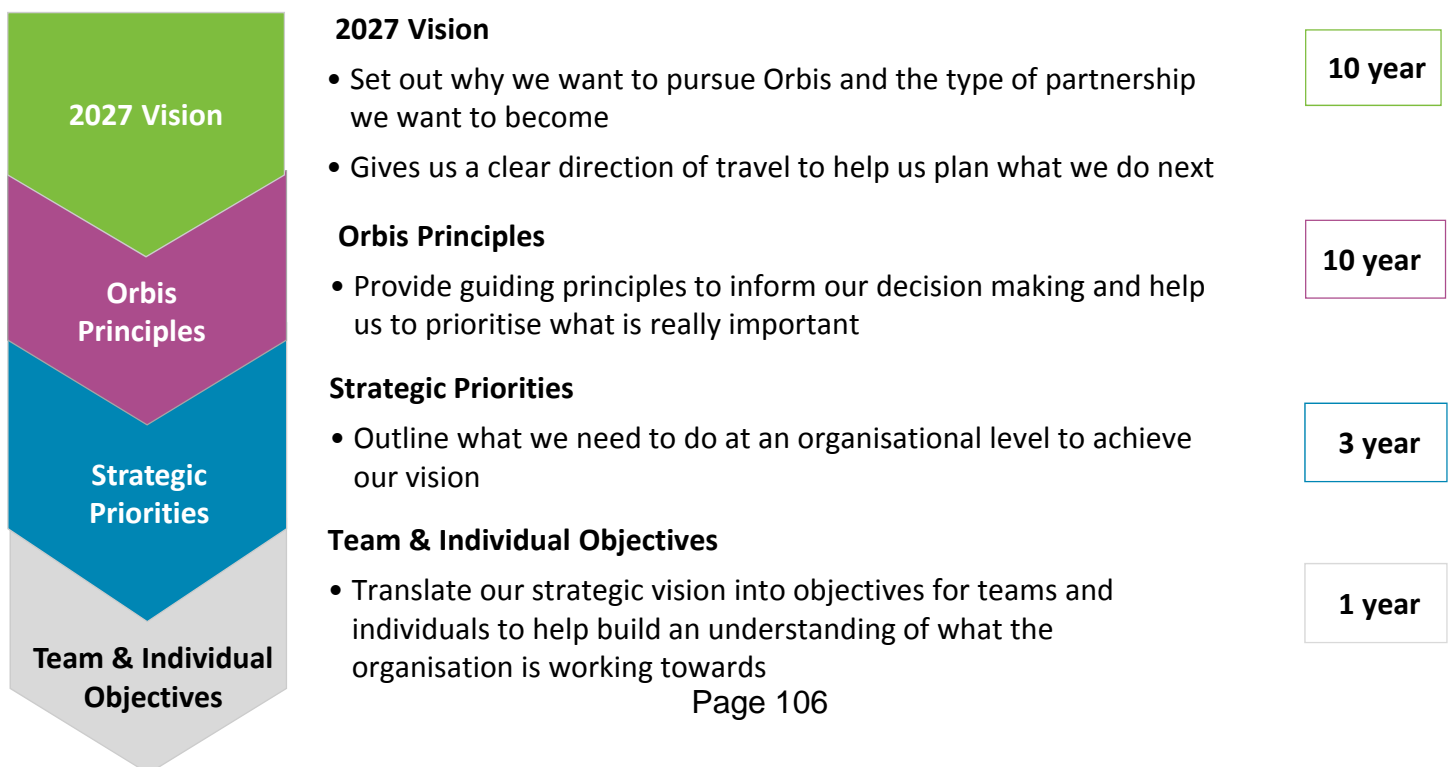 2027 Vision
2027 Vision
• Set out why we want to pursue Orbis and the type of partnership
we want to become
• Gives us a clear direction of travel to help us plan what we do next
10 year
Orbis
Principles
Orbis Principles
• Provide guiding principles to inform our decision making and help
us to prioritise what is really important
10 year
Strategic
Priorities
Strategic Priorities
• Outline what we need to do at an organisational level to achieve
our vision
3 year
Team & Individual
Objectives
Team & Individual Objectives
• Translate our strategic vision into objectives for teams and
individuals to help build an understanding of what the
organisation is working towards
1 year
Page 106